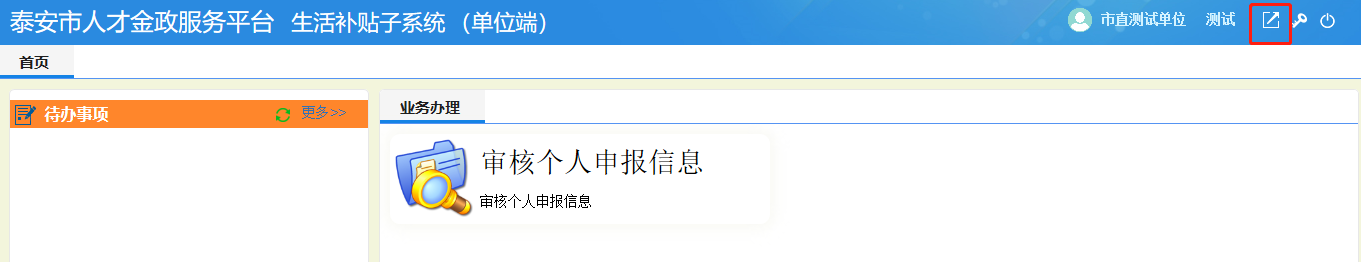 泰安市人才金政服务平台 生活补贴子系统（单位端） 市直测试单位 测试
首页
待办事项 更多>>
业务办理
审核个人申报信息
审核个人申报信息